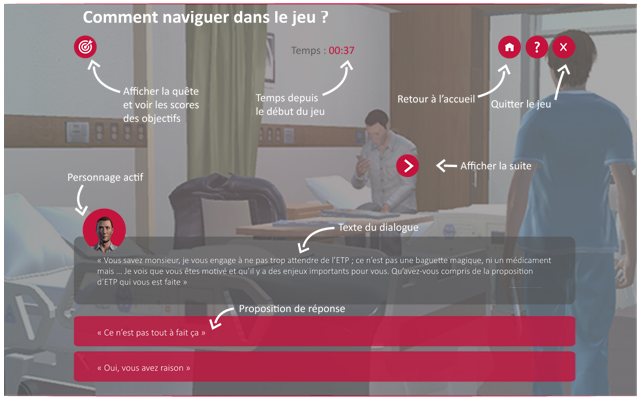 Comment naviguer dans le jeu ?
Temps : 00:37
?
Afficher la quête
et voir les scores
des objectifs
Temps depuis
le début du jeu
Retour à l'accueil
Quitter le jeu
Afficher la suite
Personnage actif
Texte du dialogue
« Vous savez monsieur, je vous engage à ne pas trop attendre de l'ETP ; ce n'est pas une baguette magique, ni un médicament
mais ... Je vois que vous êtes motivé et qu'il y a des enjeux importants pour vous. Qu'avez-vous compris de la proposition
d'ETP qui vous est faite »
Proposition de réponse
« Ce n'est pas tout à fait ça »
« Oui, vous avez raison »